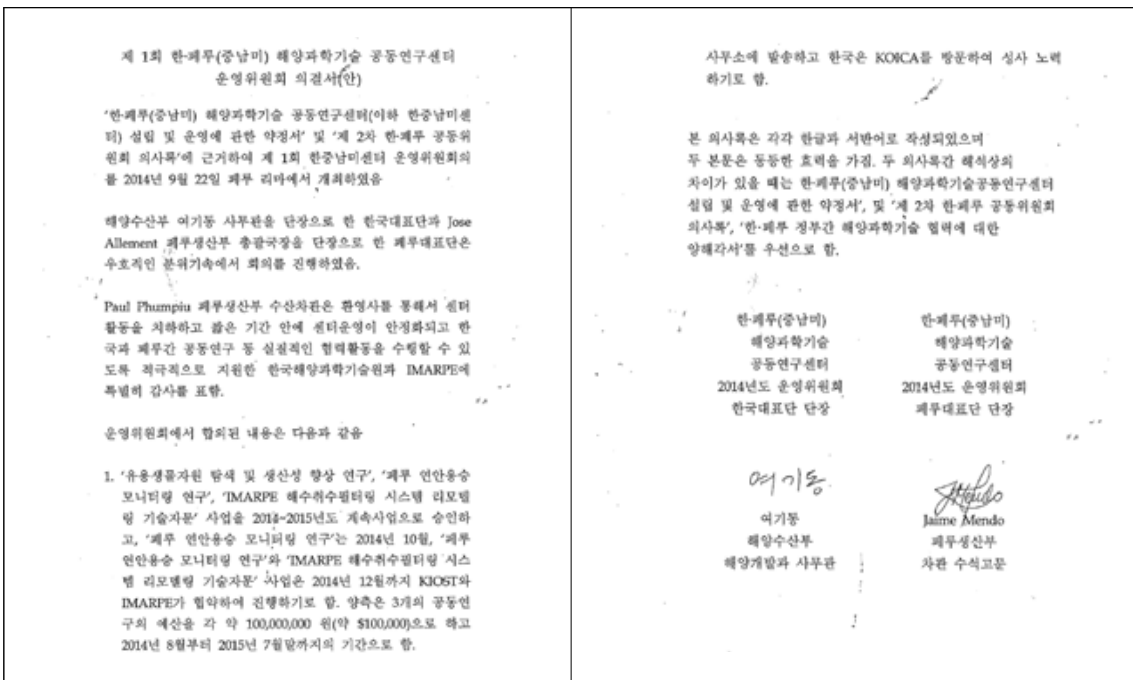 제 1회 한·페루(중남미) 해양과학기술 공동연구센터
운영위원회 의결서(안)
'한·페루(중남미) 해양과학기술 공동연구센터(이하 한중남미센
터) 설립 및 운영에 관한 약정서' 및 '제 2차 한·페루 공동위
원회 의사록'에 근거하여 제 1회 한중남미센터 운영위원회의
를 2014년 9월 22일 페루 리마에서 개최하였음
해양수산부 여기동 사무관을 단장으로 한 한국대표단과 Jose
Allement 페루생산부 총괄국장을 단장으로 한 페루대표단은
우호적인 분위기속에서 회의를 진행하였음.
Paul Phumpiu 페루생산부 수산차관은 환영사를 통해서 센터
활동을 치하하고 짧은 기간 안에 센터운영이 안정화되고 한
국과 페루간 공동연구 등 실질적인 협력활동을 수행할 수 있
도록 적극적으로 지원한 한국해양과학기술원과 IMARPE에
특별히 감사를 표함.
운영위원회에서 합의된 내용은 다음과 같음
1. '유용생물자원 탐색 및 생산성 향상 연구', '페루 연안용승
모니터링 연구', 'IMARPE 해수취수필터링 시스템 리모델
링 기술자문' 사업을 2014~2015년도 계속사업으로 승인하
고, '페루 연안용승 모니터링 연구'는 2014년 10월, '페루
연안용승 모니터링 연구'와 'IMARPE 해수취수필터링 시스
템 리모델링 기술자문' 사업은 2014년 12월까지 KIOST와
IMARPE가 협약하여 진행하기로 함. 양측은 3개의 공동연
구의 예산을 각 약 100,000,000 원(약 $100,000)으로 하고
2014년 8월부터 2015년 7월말까지의 기간으로 함.
사무소에 발송하고 한국은 KOICA를 방문하여 성사 노력
하기로 함.
본 의사록은 각각 한글과 서반어로 작성되었으며
두 본문은 동등한 효력을 가짐. 두 의사록간 해석상의
차이가 있을 때는 한·페루(중남미) 해양과학기술공동연구센터
설립 및 운영에 관한 약정서', 및 '제 2차 한·페루 공동위원회
의사록', '한·페루 정부간 해양과학기술 협력에 대한
양해각서'를 우선으로 함.
한·페루(중남미)
해양과학기술
공동연구센터
2014년도 운영위원회
한국대표단 단장
한·페루(중남미)
해양과학기술
공동연구센터
2014년도 운영위원회
페루대표단 단장
여기동
여기동
해양수산부
해양개발과 사무관
JMendo
Jaime Mendo
페루생산부
차관 수석고문